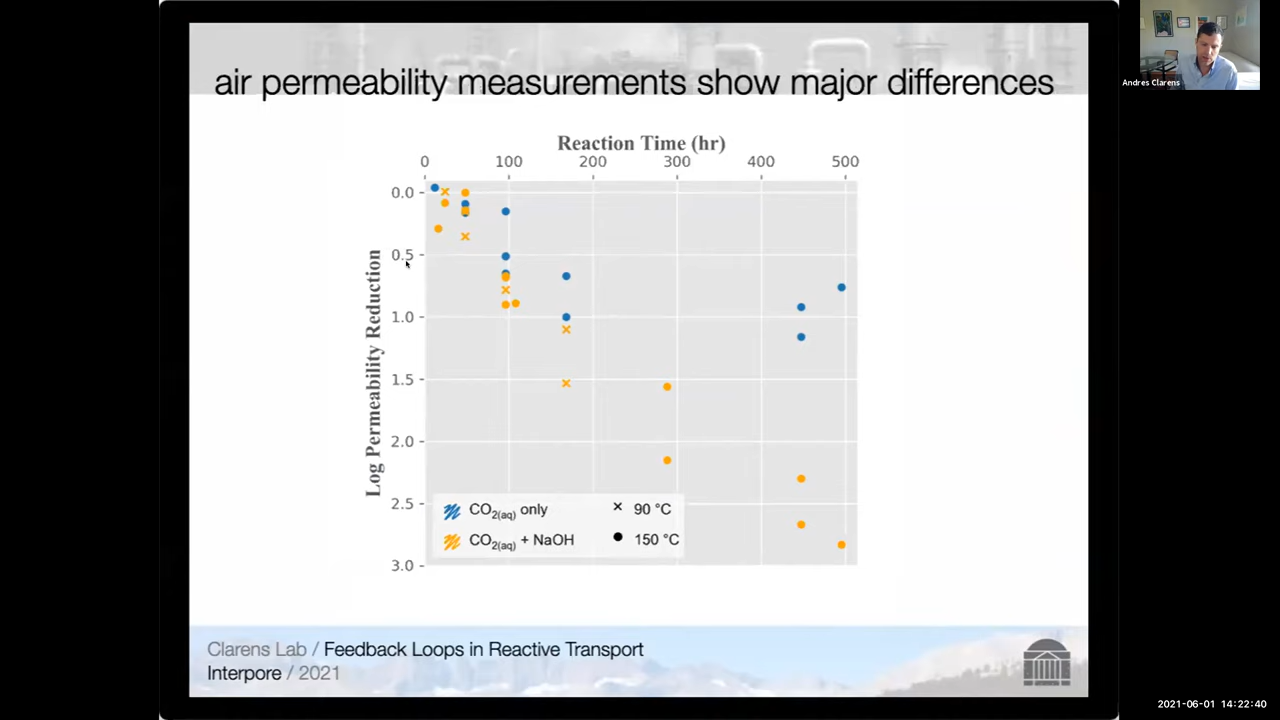 air permeability measurements show major differences
Andres Clarens
Reaction Time (hr)
0 100 200 300 400 500
Log Permeability Reduction
0.0
0.5
1.0
1.5
2.0
2.5
3.0
CO2(aq) only
CO2(aq) + NaOH
90 °C
150 °C
Clarens Lab / Feedback Loops in Reactive Transport
Interpore / 2021
2021-06-01 14:22:40